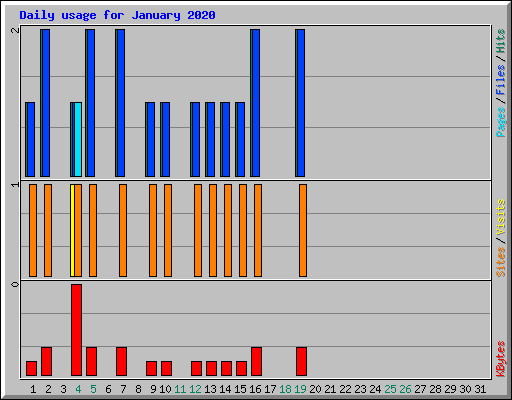 Daily usage for January 2020
2
1
0
Pages/Files/Hits
Sites/Visits
KBytes
1 2 3 4 5 6 7 8 9 10 11 12 13 14 15 16 17 18 19 20 21 22 23 24 25 26 27 28 29 30 31